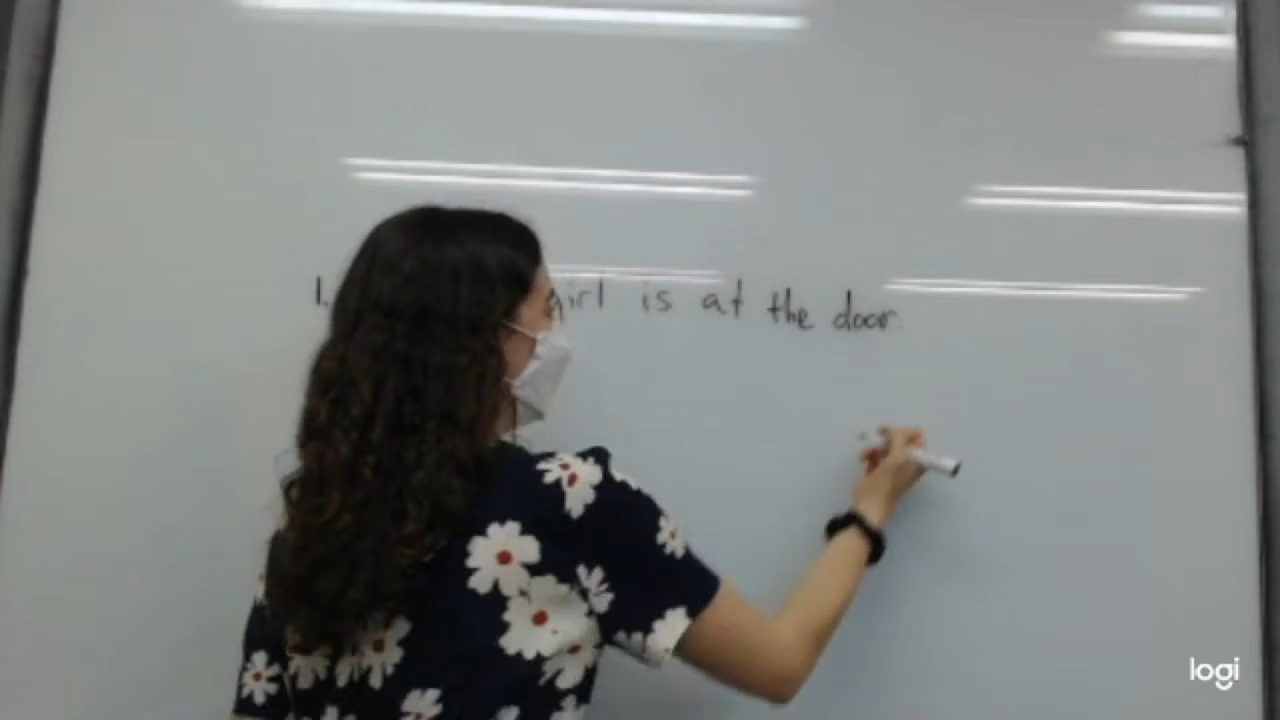 1. girl is at the door.
logi